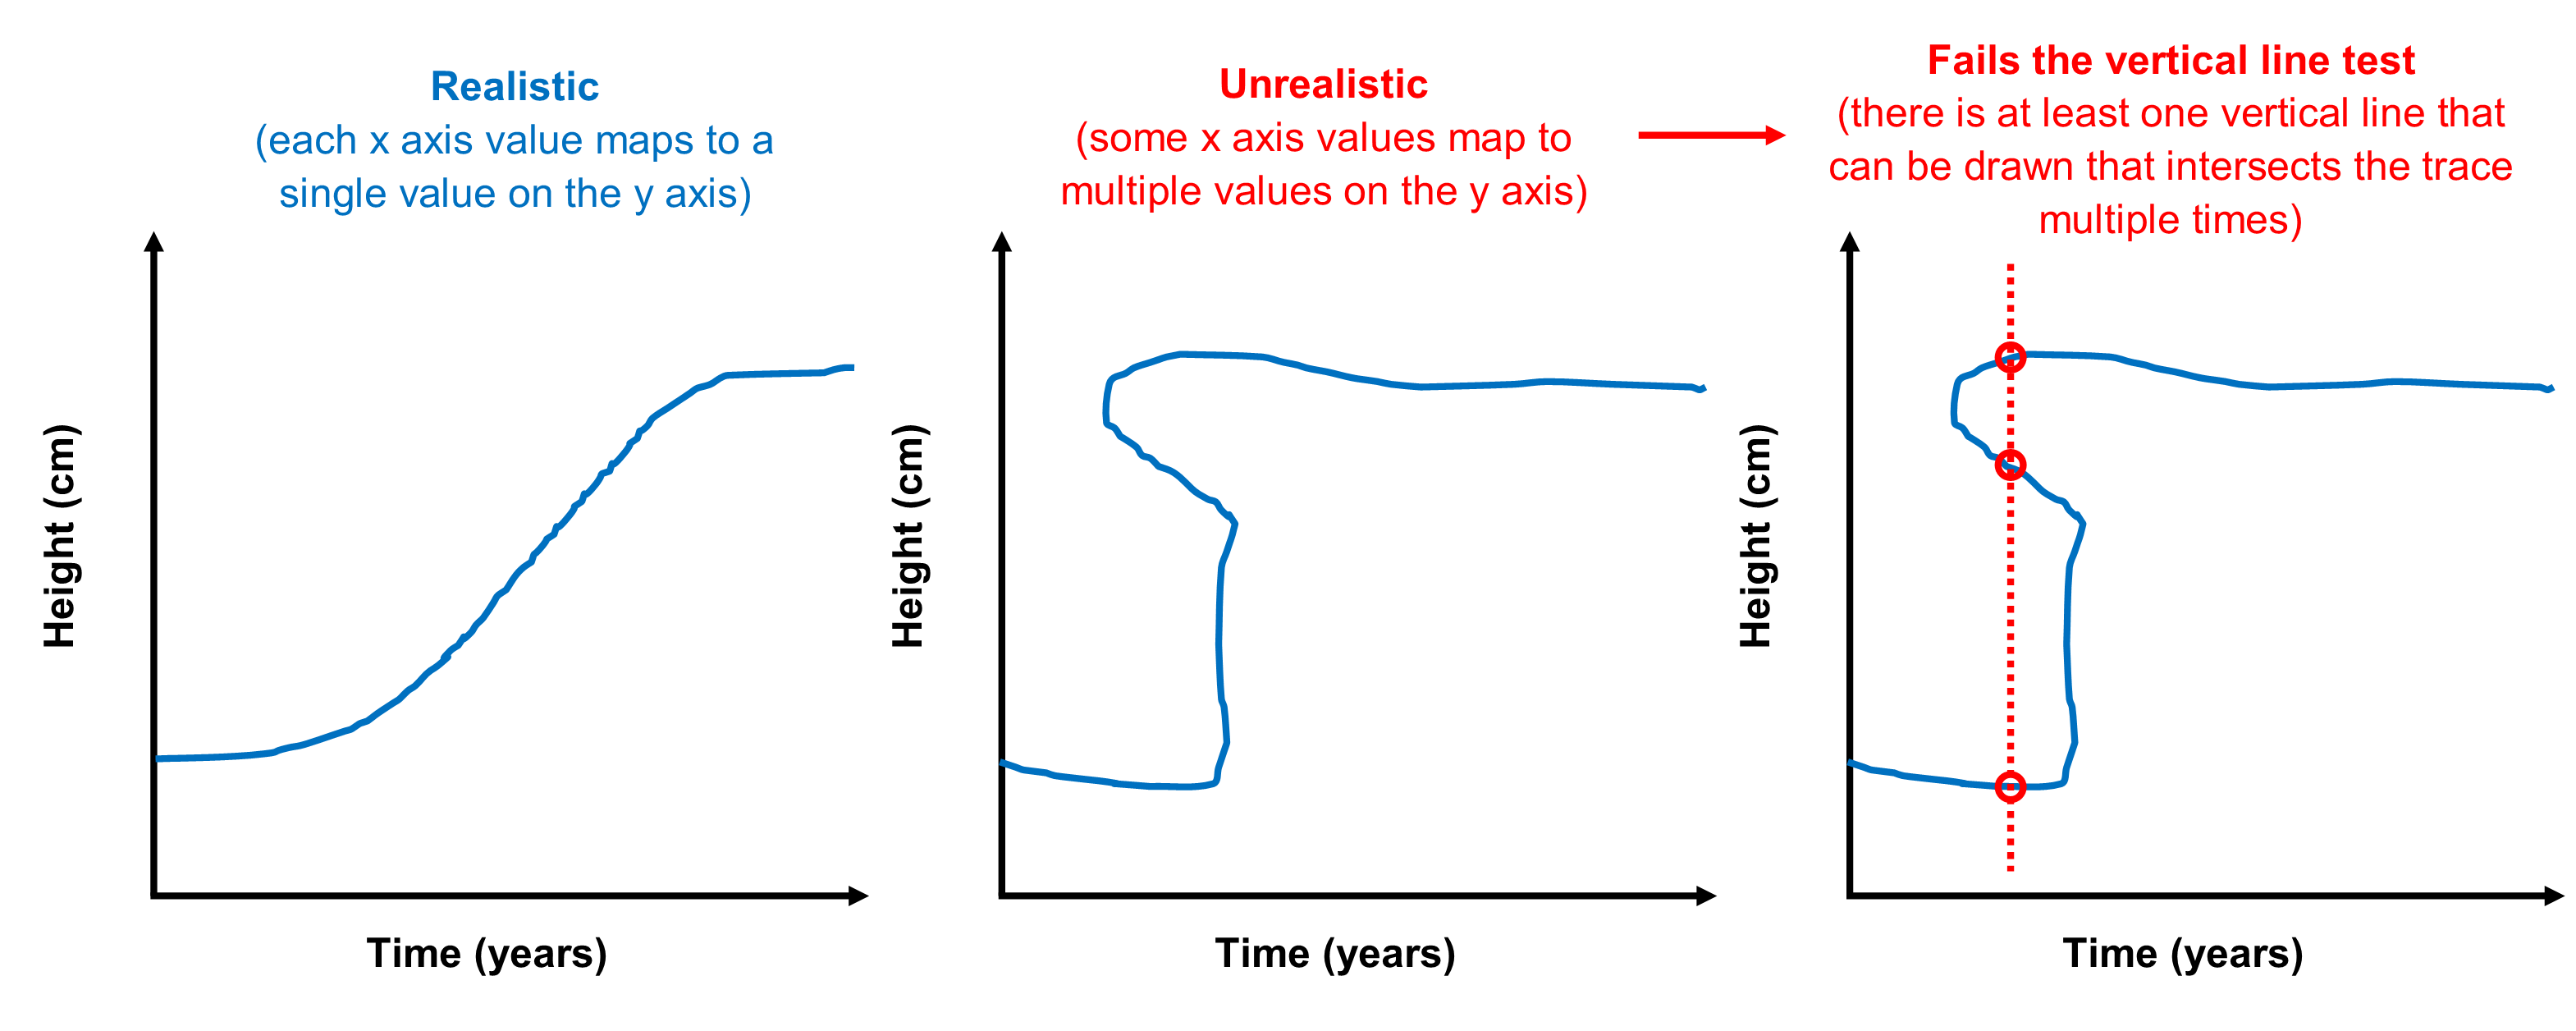 Realistic
(each x axis value maps to a
single value on the y axis)
Height (cm)
Time (years)
Unrealistic
(some x axis values map to
multiple values on the y axis)
Height (cm)
Time (years)
Fails the vertical line test
(there is at least one vertical line that
can be drawn that intersects the trace
multiple times)
Height (cm)
Time (years)